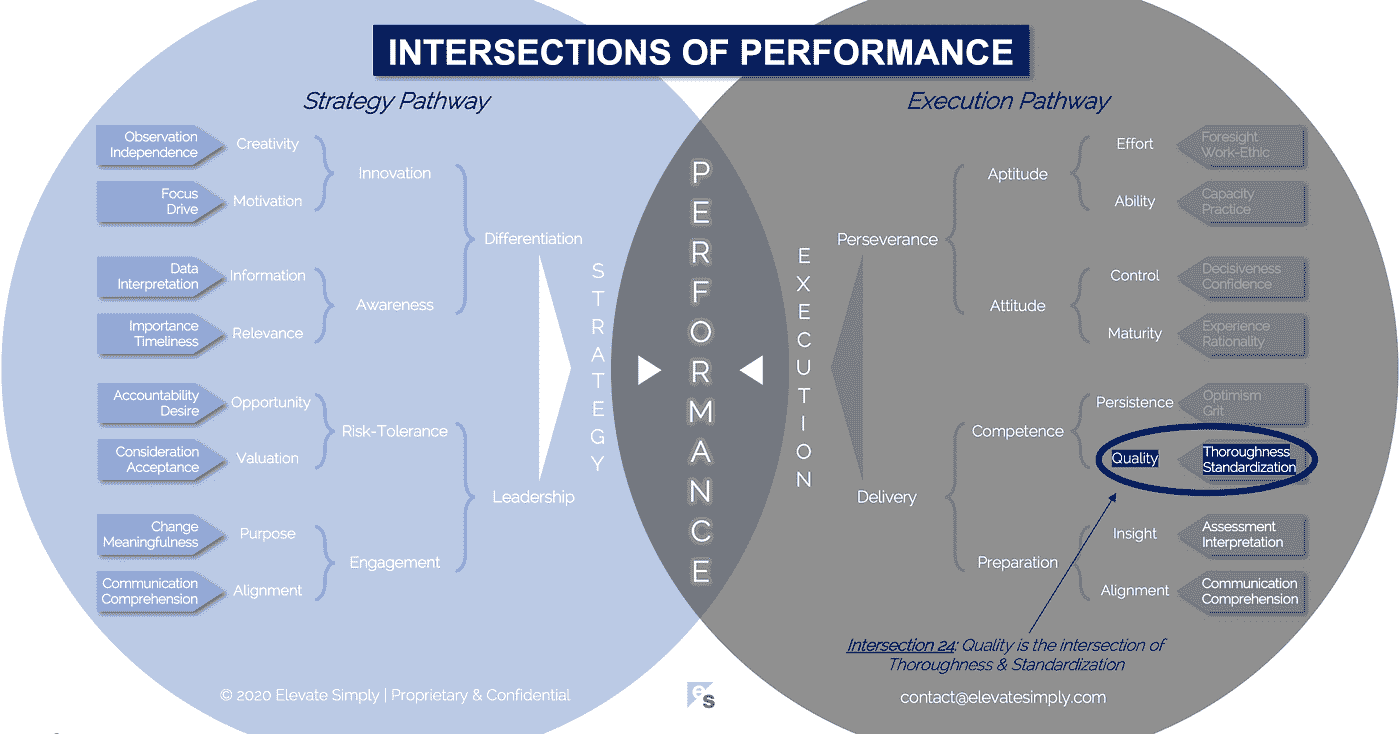 INTERSECTIONS OF PERFORMANCE
Strategy Pathway
Observation
Independence
Creativity
Focus
Drive
Motivation
Innovation
Data
Interpretation
Information
Importance
Timeliness
Relevance
Awareness
Differentiation
Accountability
Desire
Opportunity
Consideration
Acceptance
Valuation
Risk-Tolerance
Change
Meaningfulness
Purpose
Communication
Comprehension
Alignment
Engagement
Leadership
STRATEGY
PERFORMANCE
EXECUTION
Execution Pathway
Perseverance
Aptitude
Effort
Foresight
Work-Ethic
Ability
Capacity
Practice
Attitude
Control
Decisiveness
Confidence
Maturity
Experience
Rationality
Delivery
Competence
Persistence
Optimism
Grit
Quality
Thoroughness
Standardization
Preparation
Insight
Assessment
Interpretation
Alignment
Communication
Comprehension
Intersection 24: Quality is the intersection of
Thoroughness & Standardization
© 2020 Elevate Simply | Proprietary & Confidential
es
contact@elevatesimply.com